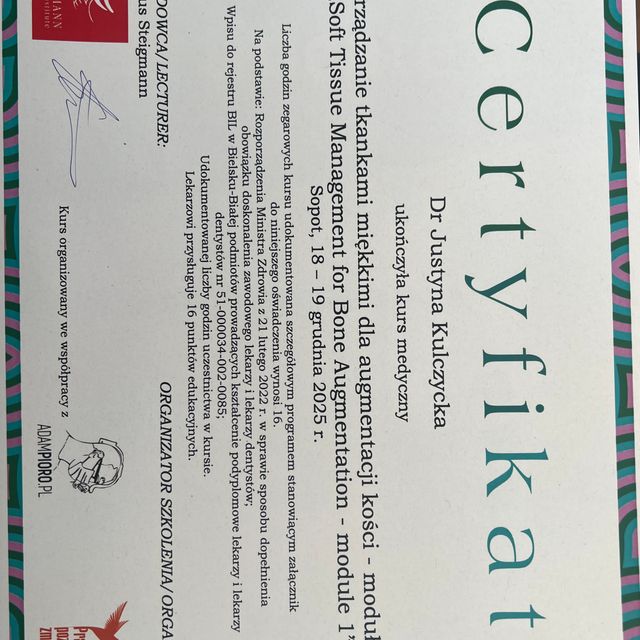 Certyfikat
Dr Justyna Kulczycka
ukończyła kurs medyczny
rządzanie tkankami miękkimi dla augmentacji kości - moduł
Soft Tissue Management for Bone Augmentation - module 1”
Sopot, 18 – 19 grudnia 2025 r.
Liczba godzin zegarowych kursu udokumentowana szczegółowym programem stanowiącym załącznik
do niniejszego oświadczenia wynosi 16.
Na podstawie: Rozporządzenia Ministra Zdrowia z 21 lutego 2022 r. w sprawie sposobu dopełnienia
obowiązku doskonalenia zawodowego lekarzy i lekarzy dentystów;
Wpisu do rejestru BIL w Bielsku-Białej podmiotów prowadzących kształcenie podyplomowe lekarzy i lekarzy
dentystów nr 51-000034-002-0085;
Udokumentowanej liczby godzin uczestnictwa w kursie.
Lekarzowi przysługuje 16 punktów edukacyjnych.
DOWCA/LECTURER:
us Steigmann
ORGANIZATOR SZKOLENIA/ORGA
MANN
Kurs organizowany we współpracy z
ADAMPIORO.PL